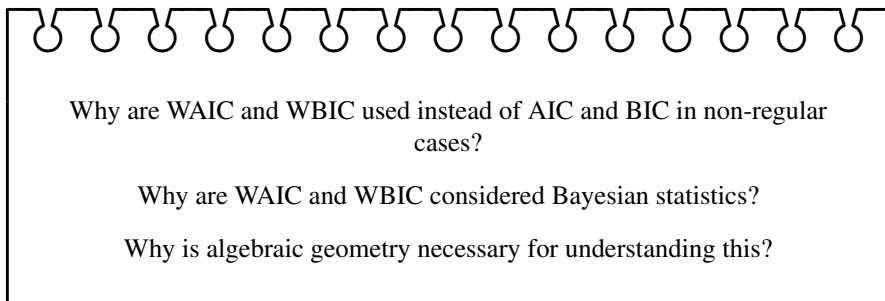 Why are WAIC and WBIC used instead of AIC and BIC in non-regular
cases?
Why are WAIC and WBIC considered Bayesian statistics?
Why is algebraic geometry necessary for understanding this?